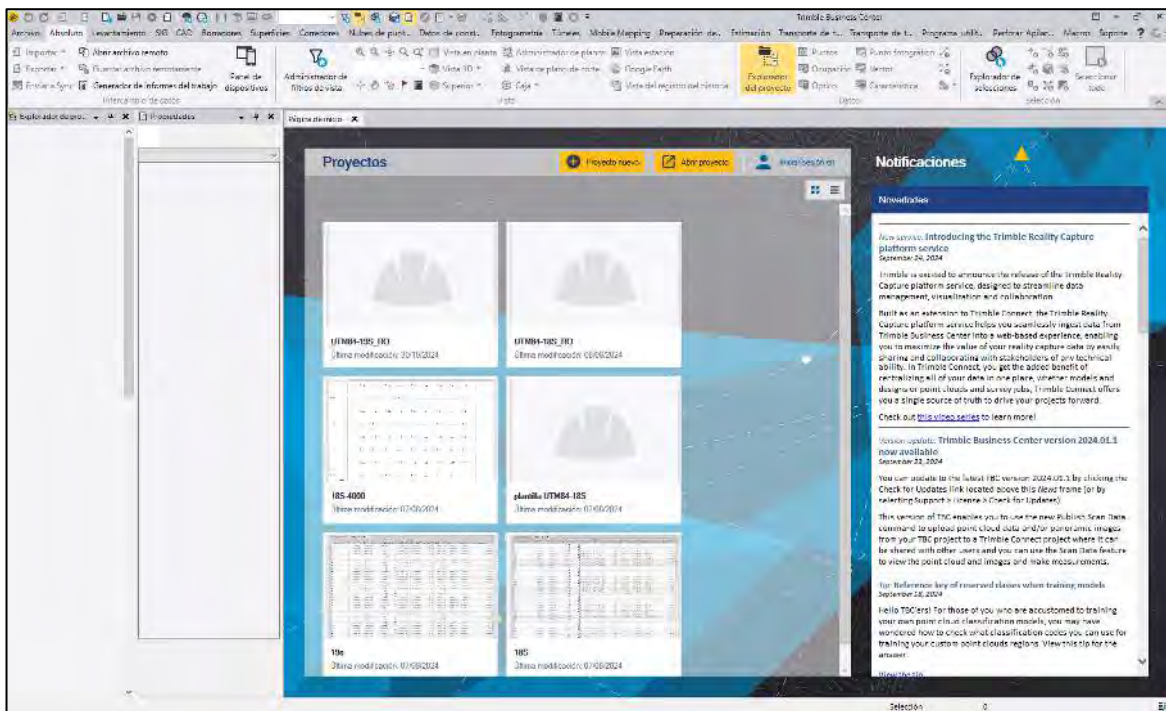 Trimble Business Center
Archivo Absoluto Levantamiento SIG CAD Borradores Superficies Corredores Nubes de punt... Datos de const... Fotogrametría Túneles Mobile Mapping Preparación de... Estimación Transporte de t... Transporte de t... Programa utilit... Perforar Apilar... Macros Soporte
Importar Abrir archivo remoto
Exportar Guardar archivo remotamente
Enviar a Sync Generador de informes del trabajo
Panel de dispositivos
Intercambio de datos
Administrador de filtros de vista
Vista en planta Administrador de planos Vista estación
Vista 3D Vista de plano de corte Google Earth
Superior Caja Vista del registro del historial
Vista
Explorador del proyecto
Puntos Punto fotográfico
Ocupación Vector
Óptico Característica
Datos
Explorador de selecciones
Seleccionar todo
Selección
Explorador de pro... Propiedades Página de inicio
Proyectos
Proyecto nuevo Abrir proyecto Iniciar sesión en
UTM84-19S_ITO
Última modificación: 30/10/2024
Última modificación: 08/08/2024
18S-4000
Última modificación: 07/08/2024
plantilla UTM84-18S
Última modificación: 07/08/2024
19s
Última modificación: 07/08/2024
18S
Última modificación: 07/08/2024
Notificaciones
Novedades
New service: Introducing the Trimble Reality Capture
platform service
September 24, 2024
Trimble is excited to announce the release of the Trimble Reality
Capture platform service, designed to streamline data
management, visualization and collaboration
Built as an extension to Trimble Connect, the Trimble Reality
Capture platform service helps you seamlessly ingest data from
Trimble Business Center into a web-based experience, enabling
you to maximize the value of your reality capture data by easily
sharing and collaborating with stakeholders of any technical
ability. In Trimble Connect, you get the added benefit of
centralizing all of your data in one place, whether models and
designs or point clouds and survey jobs, Trimble Connect offers
you a single source of truth to drive your projects forward.
Check out this video series to learn more!
Version update: Trimble Business Center version 2024.01.1
now available
September 23, 2024
You can update to the latest TBC version 2024.01.1 by clicking the
Check for Updates link located above this News frame (or by
selecting Support > License > Check for Updates)
This version of TBC enables you to use the new Publish Scan Data
command to upload point cloud data and/or panoramic images
from your TBC project to a Trimble Connect project where it can
be shared with other users and you can use the Scan Data feature
to view the point cloud and images and make measurements.
Tip: Reference key of reserved classes when training models
September 18, 2024
Hello TBC'ers! For those of you who are accustomed to training
your own point cloud classification models, you may have
wondered how to check what classification codes you can use for
training your custom point clouds regions. View this tip for the
answer
View the tip
Selección 0